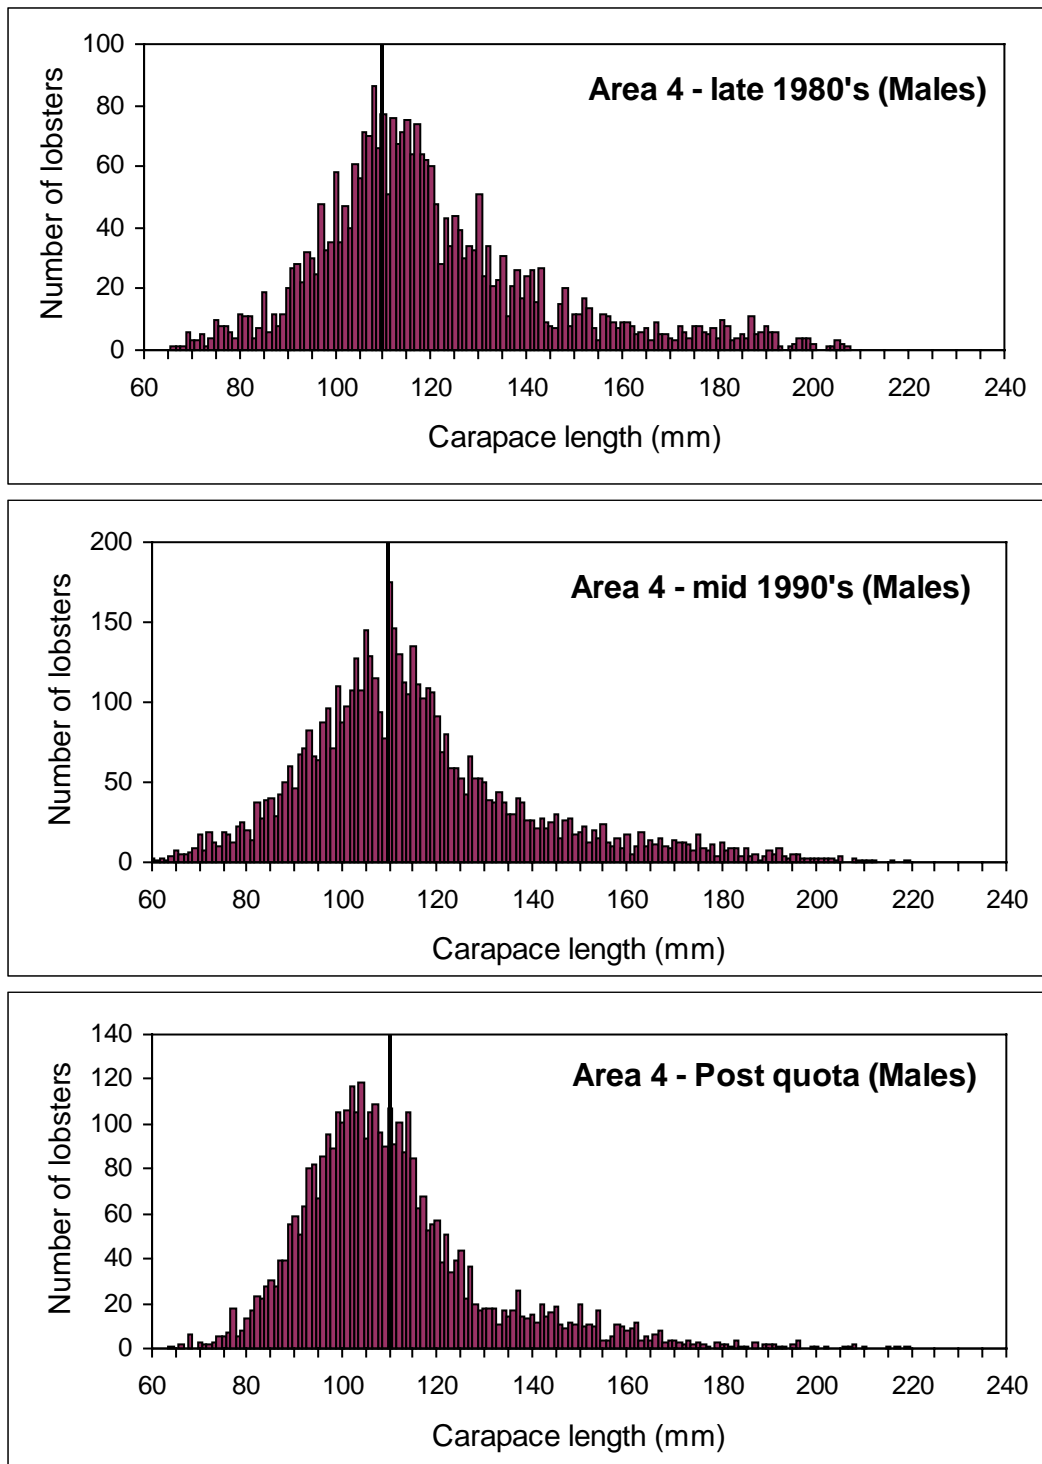 Area 4 - late 1980's (Males)
Number of lobsters
100
80
60
40
20
0
60 80 100 120 140 160 180 200 220 240
Carapace length (mm)
Area 4 - mid 1990's (Males)
Number of lobsters
200
150
100
50
0
60 80 100 120 140 160 180 200 220 240
Carapace length (mm)
Area 4 - Post quota (Males)
Number of lobsters
140
120
100
80
60
40
20
0
60 80 100 120 140 160 180 200 220 240
Carapace length (mm)